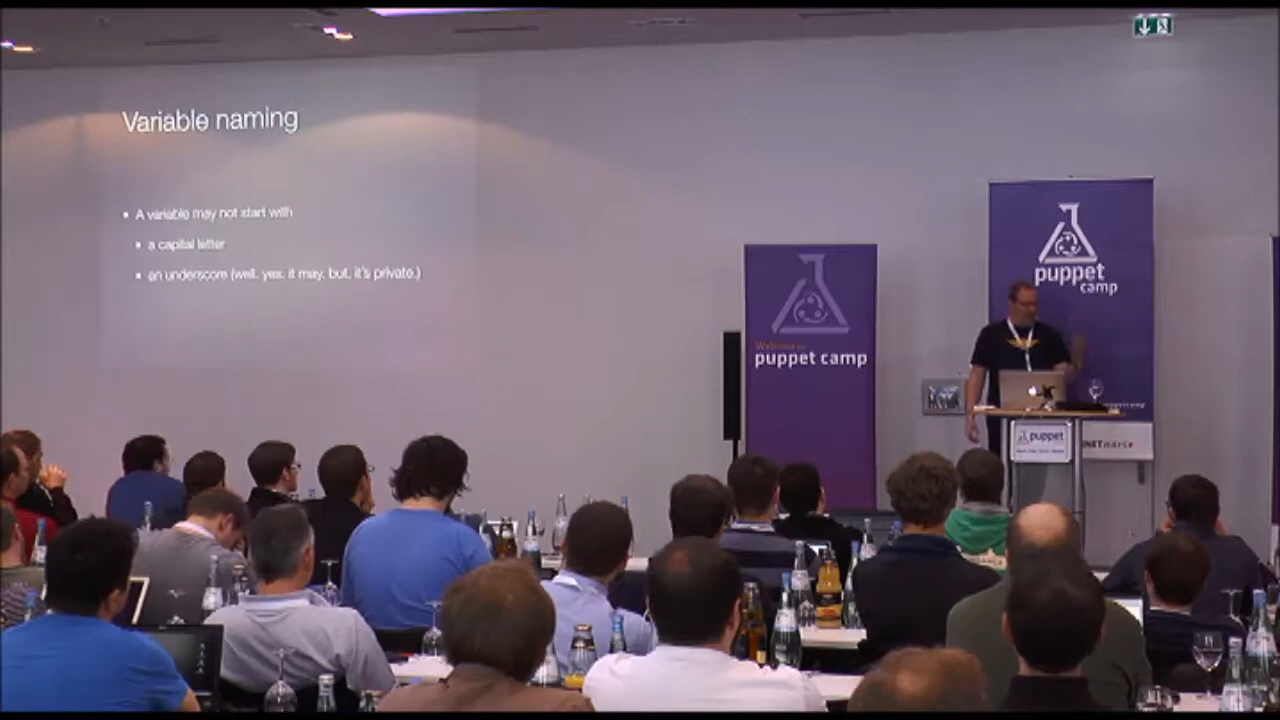 Variable naming
A variable may not start with
a capital letter
an underscore (well. yes. it may. but. it's private.)
puppet
camp
Welcome to
puppet camp
puppet
NETWAYS